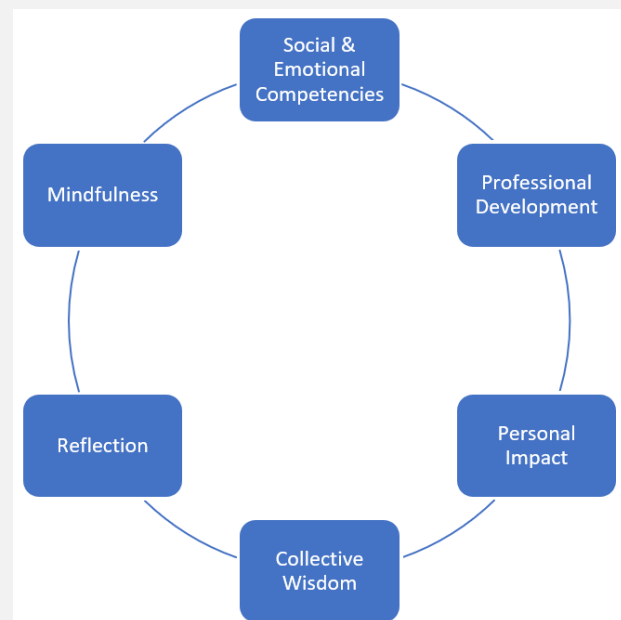 Social &
Emotional
Competencies
Professional
Development
Personal
Impact
Collective
Wisdom
Reflection
Mindfulness